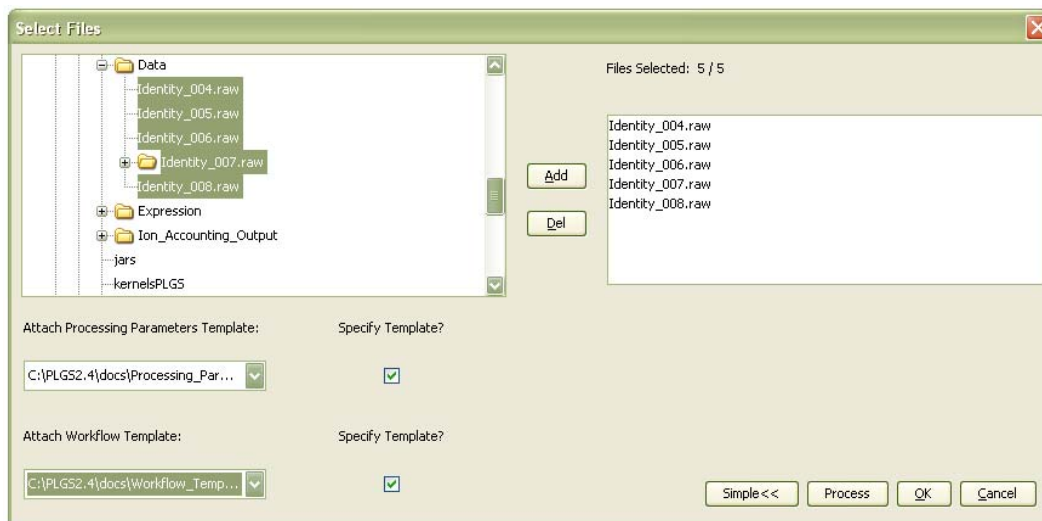 Select Files
Data
Identity_004.raw
Identity_005.raw
Identity_006.raw
Identity_007.raw
Identity_008.raw
Expression
Ion_Accounting_Output
jars
kernelsPLGS
Add
Del
Files Selected: 5 / 5
Identity_004.raw
Identity_005.raw
Identity_006.raw
Identity_007.raw
Identity_008.raw
Attach Processing Parameters Template:
Specify Template?
C:\PLGS2.4\docs\Processing_Par...
Attach Workflow Template:
Specify Template?
C:\PLGS2.4\docs\Workflow_Temp...
Simple<<
Process
OK
Cancel